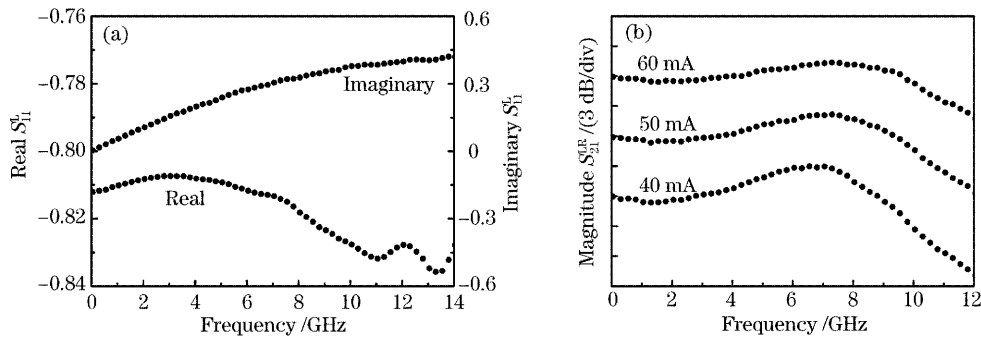 (a)
−0.76
−0.78
−0.80
−0.82
−0.84
Real S₁₁ᴸ
0.6
0.3
0
−0.3
−0.6
Imaginary S₁₁ᴸ
Imaginary
Real
0 2 4 6 8 10 12 14
Frequency /GHz
(b)
Magnitude S₂₁ᴸᴱ /(3 dB/div)
60 mA
50 mA
40 mA
0 2 4 6 8 10 12
Frequency /GHz